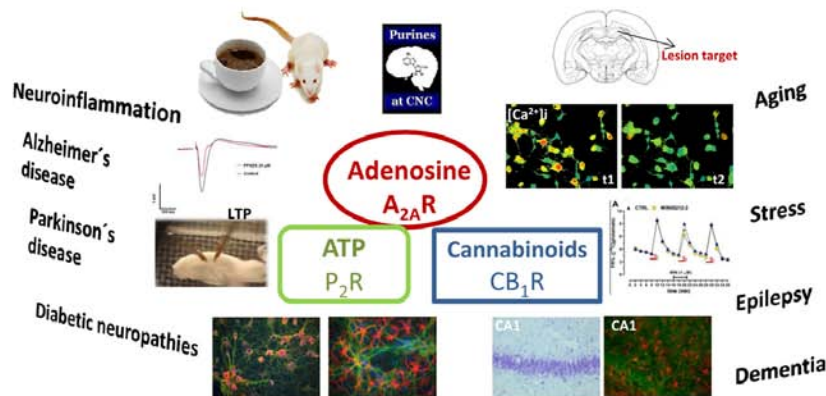 Purines
at CNC
Lesion target
Neuroinflammation
Aging
[Ca²⁺]i
t1
t2
Alzheimer´s
disease
Adenosine
A2AR
Stress
LTP
A
CTRL
Parkinson´s
disease
ATP
P2R
Cannabinoids
CB1R
Epilepsy
Diabetic neuropathies
CA1
CA1
Dementia